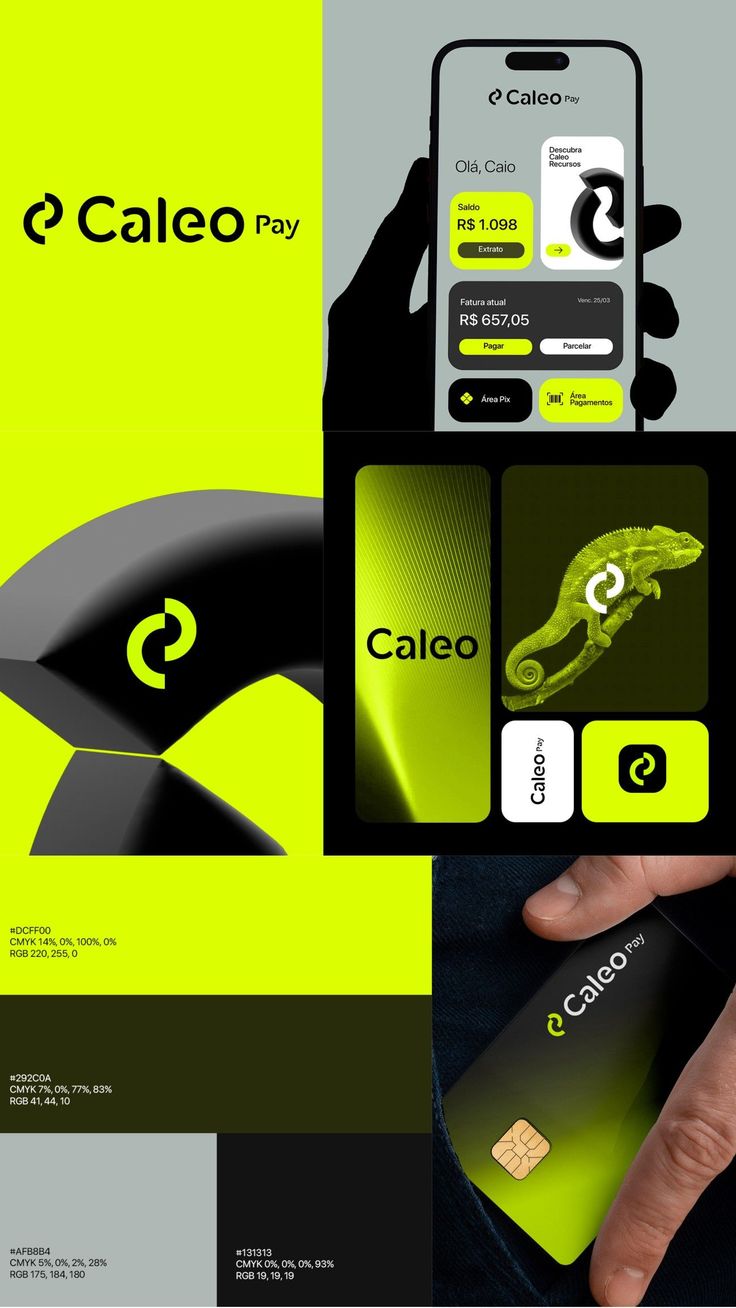 Caleo Pay
Caleo Pay
Olá, Caio
Descubra
Caleo
Recursos
Saldo
R$ 1.098
Extrato
Fatura atual
Venc. 25/03
R$ 657,05
Pagar
Parcelar
Área Pix
Área
Pagamentos
Caleo
Caleo Pay
#DCFF00
CMYK 14%, 0%, 100%, 0%
RGB 220, 255, 0
#292C0A
CMYK 7%, 0%, 77%, 83%
RGB 41, 44, 10
#AFB8B4
CMYK 5%, 0%, 2%, 28%
RGB 175, 184, 180
#131313
CMYK 0%, 0%, 0%, 93%
RGB 19, 19, 19
Caleo Pay